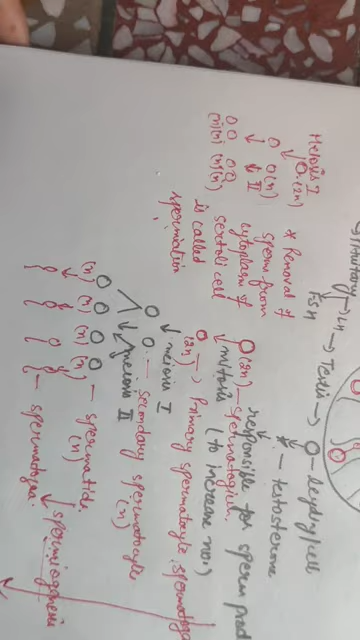 pituitary → LH → Testis → O - leydig cell
FSH
* - testosterone
responsible for sperm prod
O (2n) - Spermatogium.
↓ mitosis (to increase no:)
O → Primary spermatocyte
(2n)
↓ meiosis I
O O - secondary spermatocyte
(n)
↓ ↓ meiosis II
O O O O - spermatids
(n) (n) (n) (n) (n)
↓ spermiogenesis
spermatozoa
Meiosis I
↓ O (2n)
O O (n)
↓ ↓ II
O O O O
(n)(n) (n)(n)
* Removal of
sperm from
cytoplasm of
sertoli cell
is called
spermiation